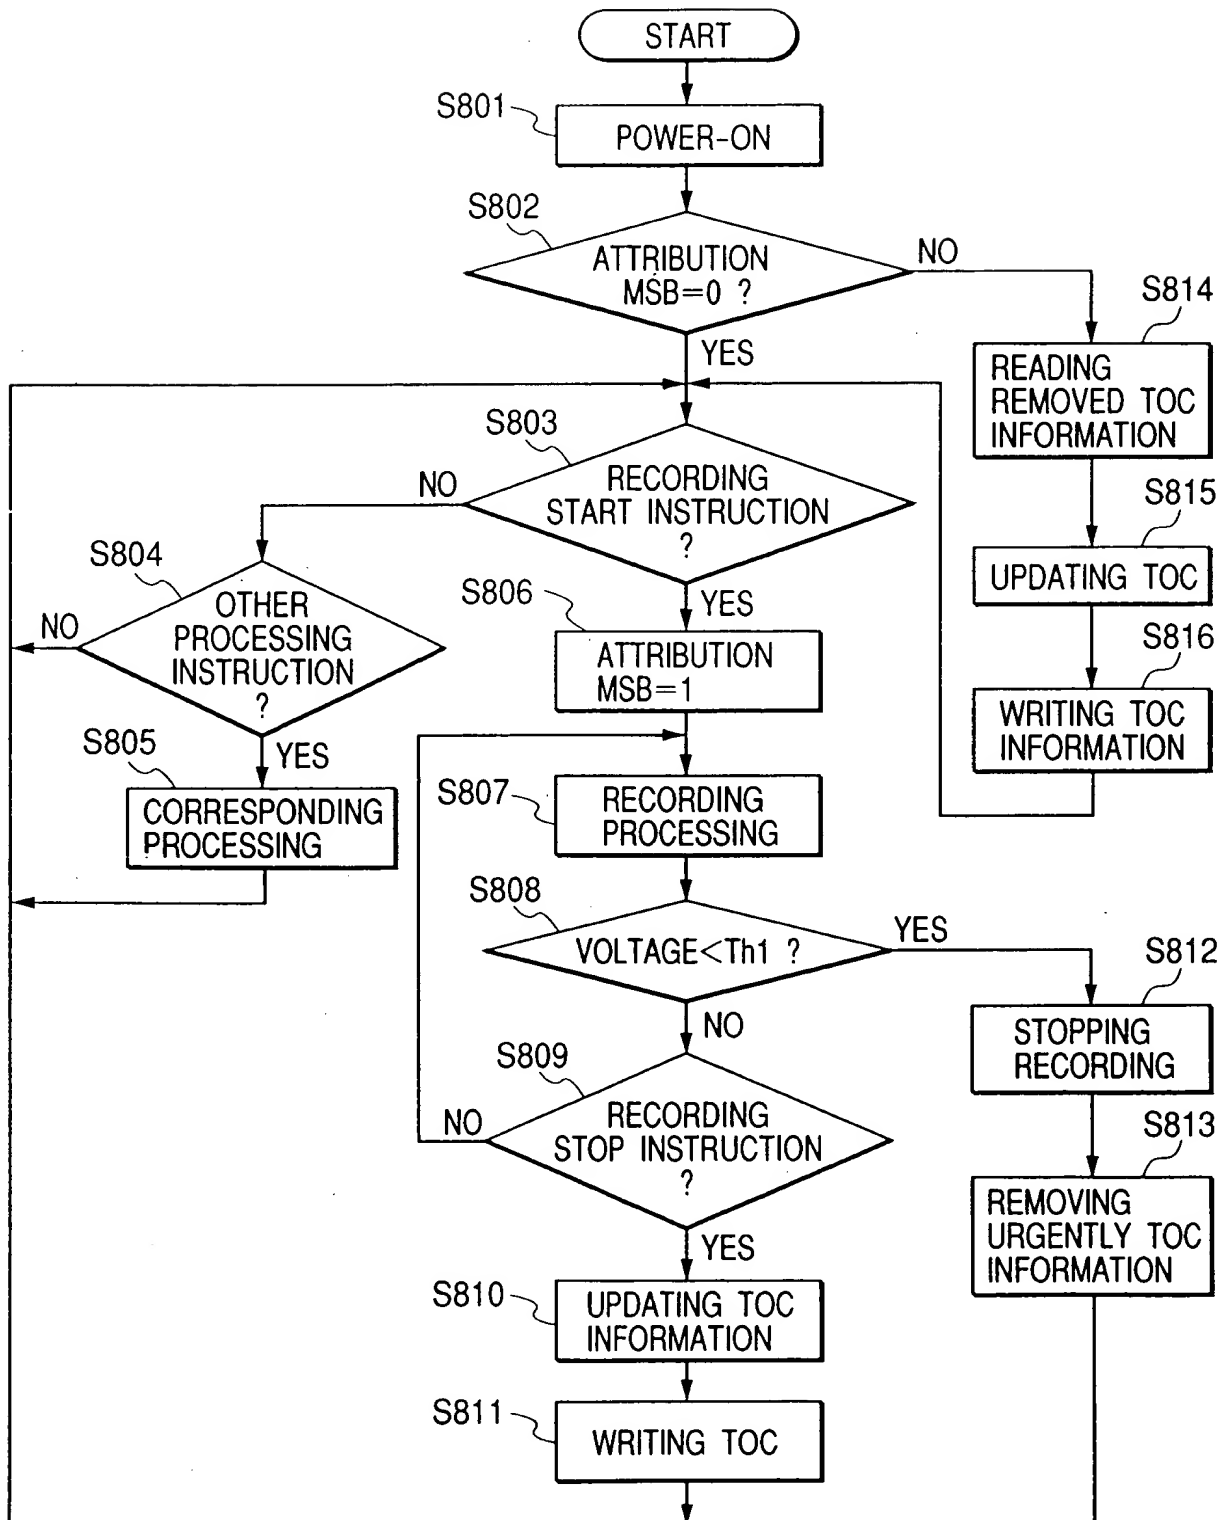 START
S801
POWER-ON
S802
ATTRIBUTION
MSB=0 ?
NO
YES
S814
READING
REMOVED TOC
INFORMATION
S803
RECORDING
START INSTRUCTION
?
NO
YES
S815
UPDATING TOC
S804
OTHER
PROCESSING
INSTRUCTION
?
NO
YES
S806
ATTRIBUTION
MSB=1
S816
WRITING TOC
INFORMATION
S805
CORRESPONDING
PROCESSING
S807
RECORDING
PROCESSING
S808
VOLTAGE<Th1 ?
YES
NO
S812
STOPPING
RECORDING
S809
RECORDING
STOP INSTRUCTION
?
NO
YES
S813
REMOVING
URGENTLY TOC
INFORMATION
S810
UPDATING TOC
INFORMATION
S811
WRITING TOC